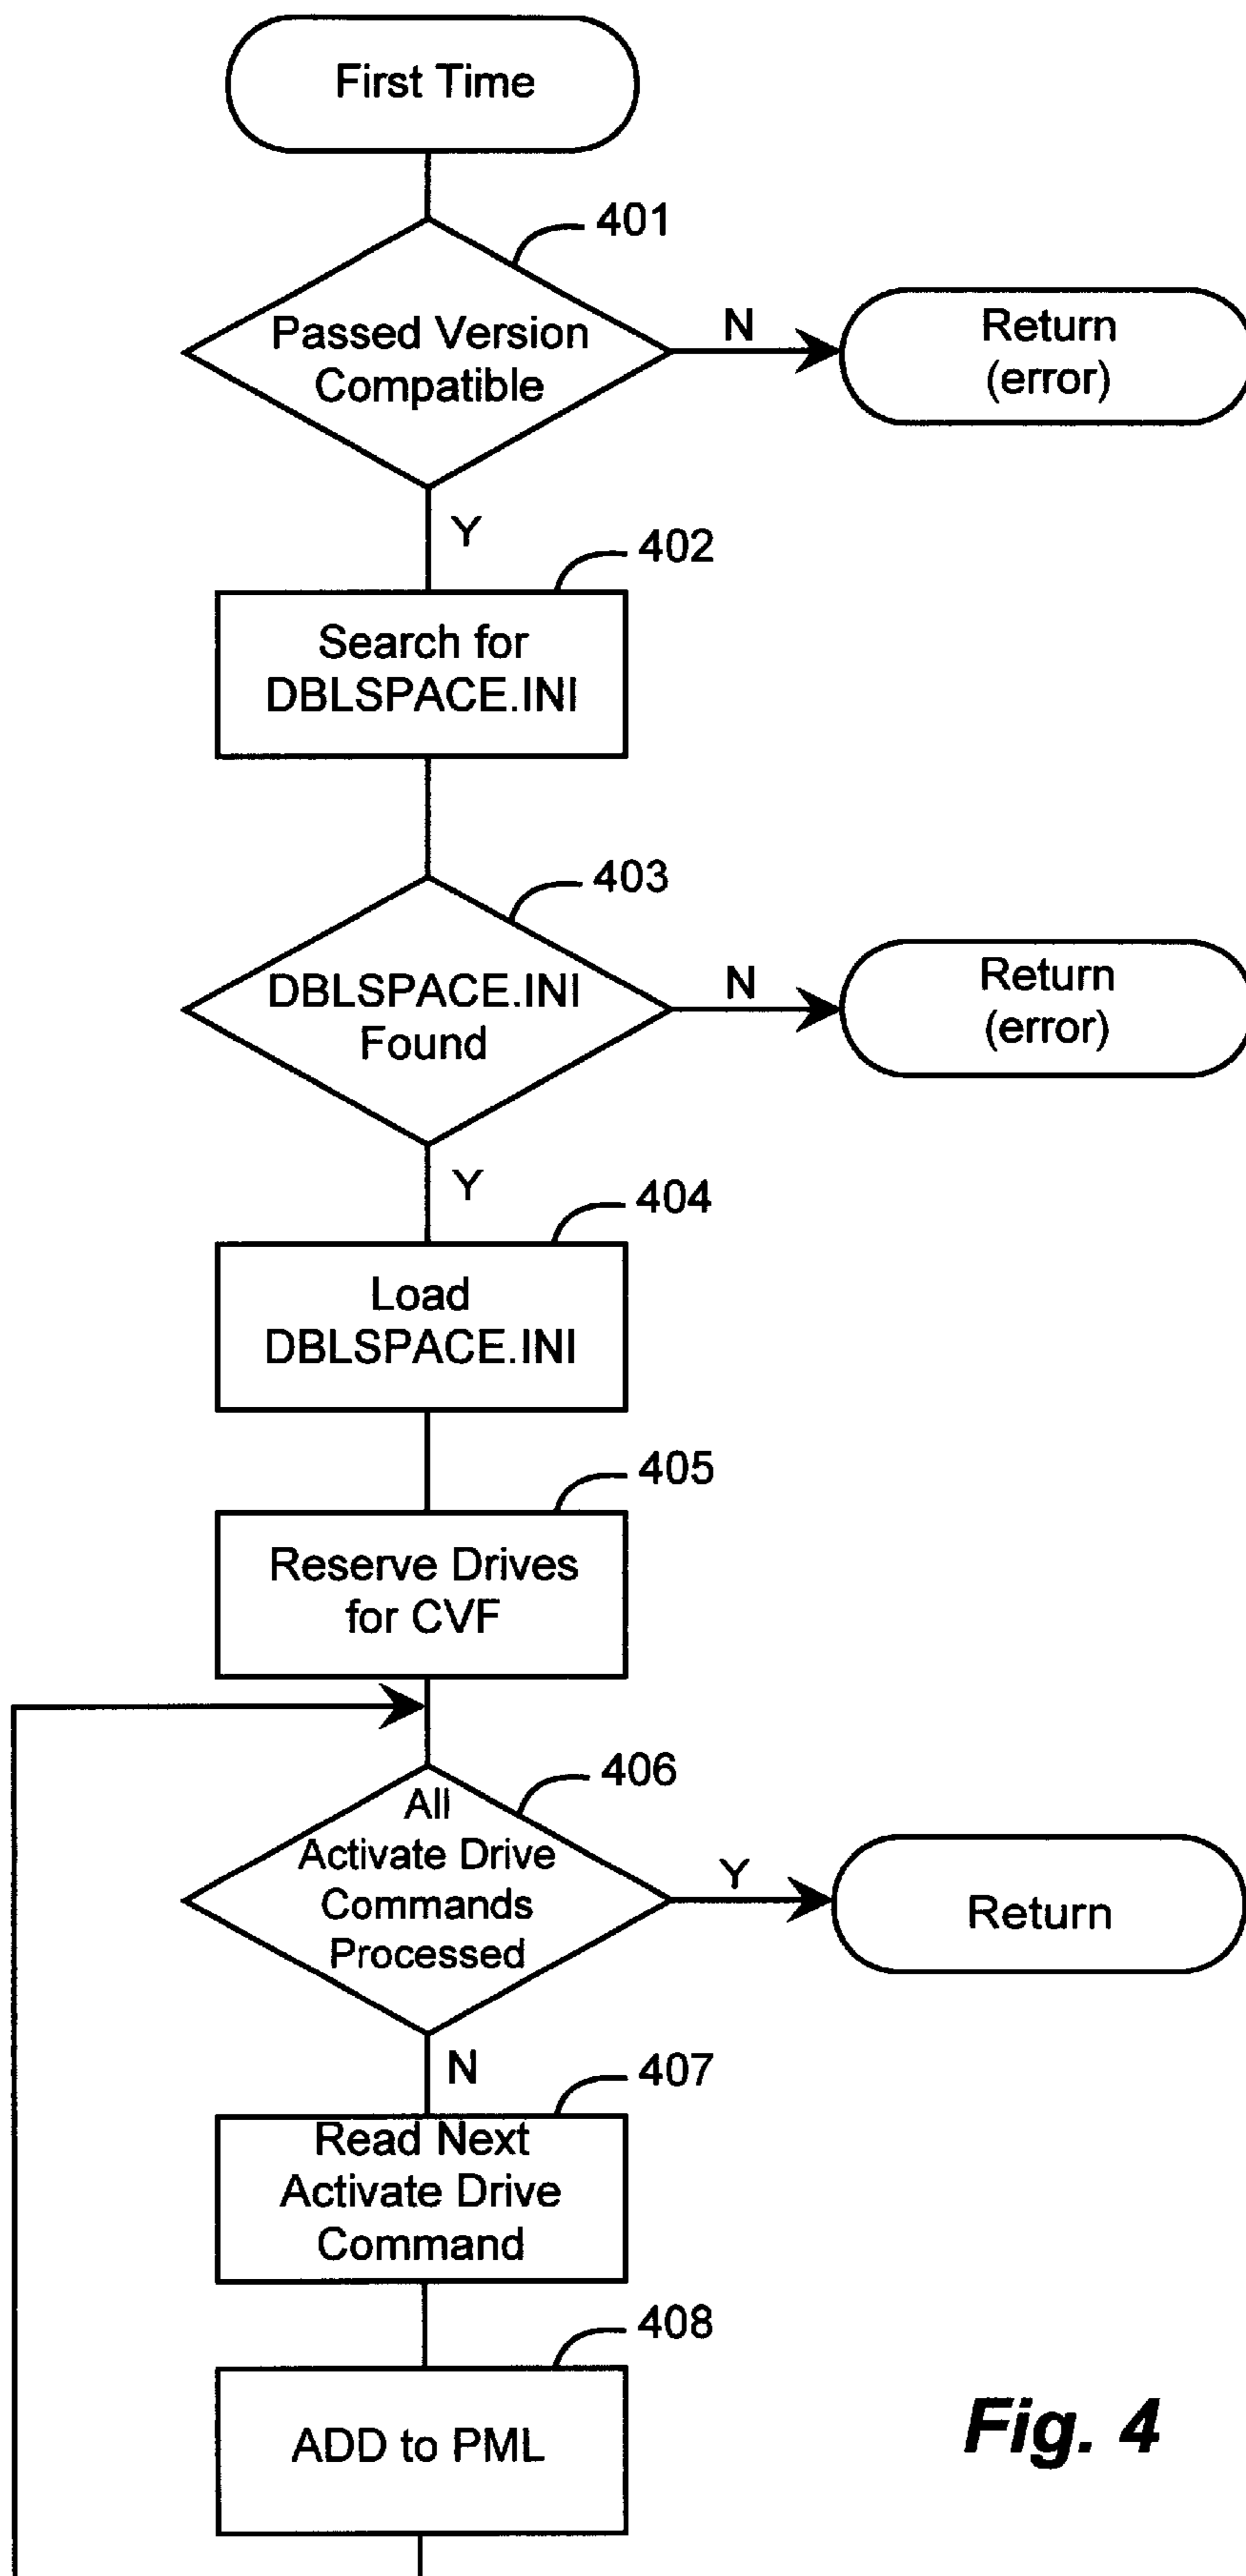 First Time
401
Passed Version
Compatible
N
Return
(error)
Y
402
Search for
DBLSPACE.INI
403
DBLSPACE.INI
Found
N
Return
(error)
Y
404
Load
DBLSPACE.INI
405
Reserve Drives
for CVF
406
All
Activate Drive
Commands
Processed
Y
Return
N
407
Read Next
Activate Drive
Command
408
ADD to PML
Fig. 4